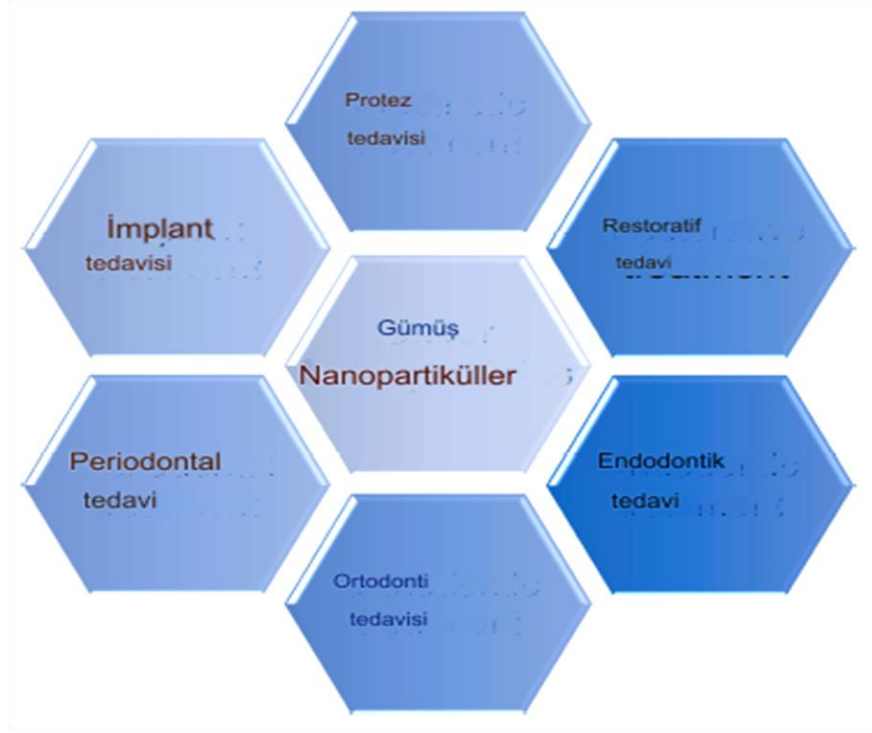 Protez
tedavisi
İmplant
tedavisi
Restoratif
tedavi
Gümüş
Nanopartiküller
Periodontal
tedavi
Endodontik
tedavi
Ortodonti
tedavisi